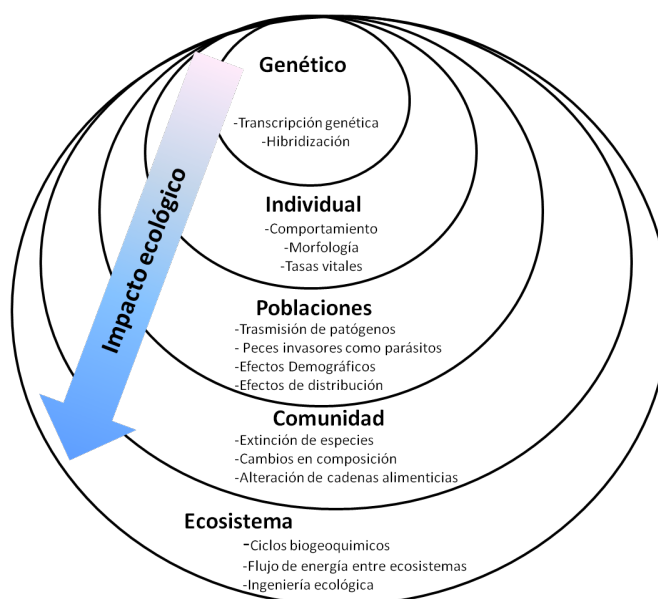 Genético
-Transcripción genética
-Hibridización
Impacto ecológico
Individual
-Comportamiento
-Morfología
-Tasas vitales
Poblaciones
-Trasmisión de patógenos
- Peces invasores como parásitos
-Efectos Demográficos
-Efectos de distribución
Comunidad
-Extinción de especies
-Cambios en composición
-Alteración de cadenas alimenticias
Ecosistema
-Ciclos biogeoquimicos
-Flujo de energía entre ecosistemas
-Ingeniería ecológica